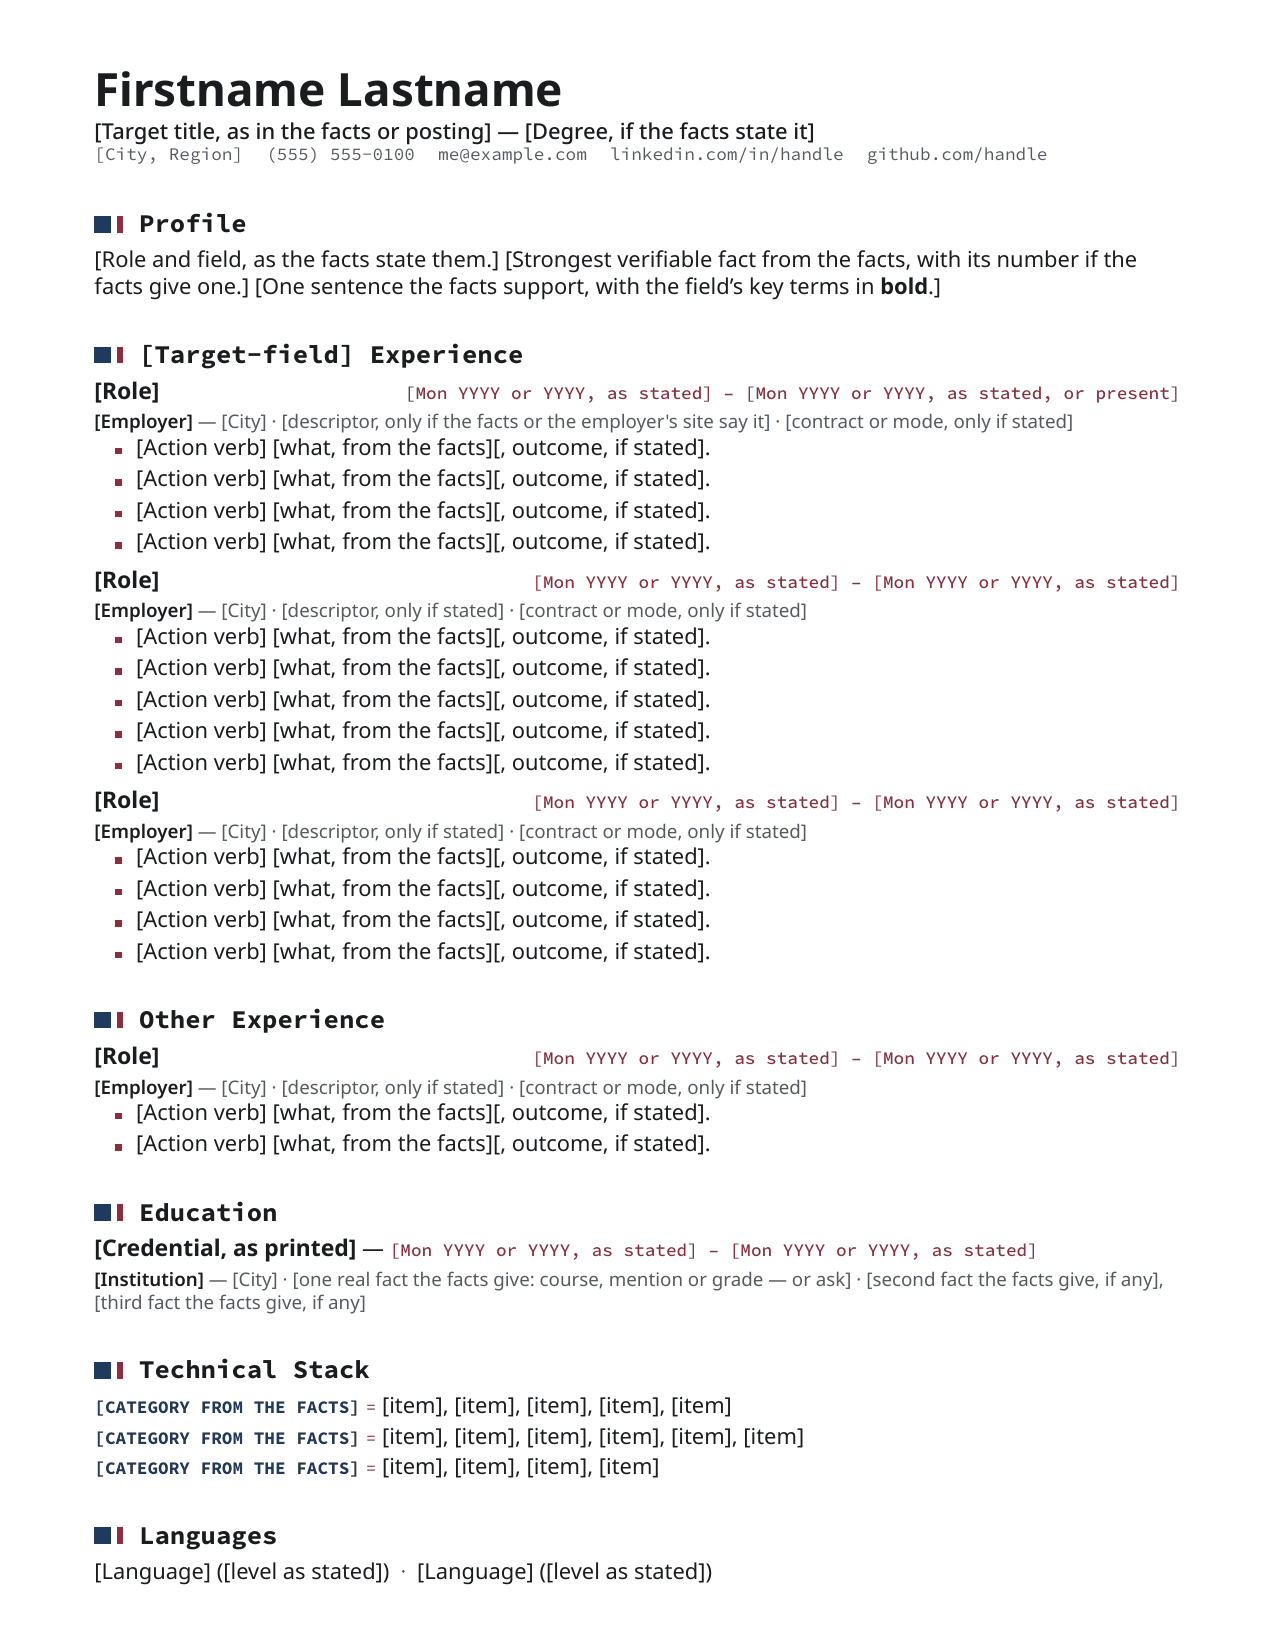 Firstname Lastname
[Target title, as in the facts or posting] — [Degree, if the facts state it]
[City, Region] (555) 555-0100 me@example.com linkedin.com/in/handle github.com/handle
Profile
[Role and field, as the facts state them.] [Strongest verifiable fact from the facts, with its number if the
facts give one.] [One sentence the facts support, with the field’s key terms in bold.]
[Target-field] Experience
[Role] [Mon YYYY or YYYY, as stated] – [Mon YYYY or YYYY, as stated, or present]
[Employer] — [City] · [descriptor, only if the facts or the employer's site say it] · [contract or mode, only if stated]
[Action verb] [what, from the facts][, outcome, if stated].
[Action verb] [what, from the facts][, outcome, if stated].
[Action verb] [what, from the facts][, outcome, if stated].
[Action verb] [what, from the facts][, outcome, if stated].
[Role] [Mon YYYY or YYYY, as stated] – [Mon YYYY or YYYY, as stated]
[Employer] — [City] · [descriptor, only if stated] · [contract or mode, only if stated]
[Action verb] [what, from the facts][, outcome, if stated].
[Action verb] [what, from the facts][, outcome, if stated].
[Action verb] [what, from the facts][, outcome, if stated].
[Action verb] [what, from the facts][, outcome, if stated].
[Action verb] [what, from the facts][, outcome, if stated].
[Role] [Mon YYYY or YYYY, as stated] – [Mon YYYY or YYYY, as stated]
[Employer] — [City] · [descriptor, only if stated] · [contract or mode, only if stated]
[Action verb] [what, from the facts][, outcome, if stated].
[Action verb] [what, from the facts][, outcome, if stated].
[Action verb] [what, from the facts][, outcome, if stated].
[Action verb] [what, from the facts][, outcome, if stated].
Other Experience
[Role] [Mon YYYY or YYYY, as stated] – [Mon YYYY or YYYY, as stated]
[Employer] — [City] · [descriptor, only if stated] · [contract or mode, only if stated]
[Action verb] [what, from the facts][, outcome, if stated].
[Action verb] [what, from the facts][, outcome, if stated].
Education
[Credential, as printed] — [Mon YYYY or YYYY, as stated] – [Mon YYYY or YYYY, as stated]
[Institution] — [City] · [one real fact the facts give: course, mention or grade — or ask] · [second fact the facts give, if any],
[third fact the facts give, if any]
Technical Stack
[CATEGORY FROM THE FACTS] = [item], [item], [item], [item], [item]
[CATEGORY FROM THE FACTS] = [item], [item], [item], [item], [item], [item]
[CATEGORY FROM THE FACTS] = [item], [item], [item], [item]
Languages
[Language] ([level as stated]) · [Language] ([level as stated])